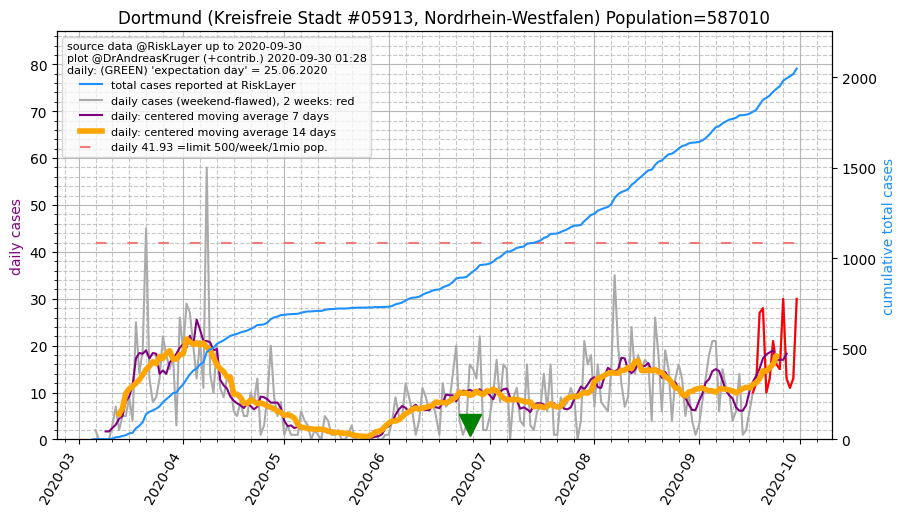 Dortmund (Kreisfreie Stadt #05913, Nordrhein-Westfalen) Population=587010
source data @RiskLayer up to 2020-09-30
plot @DrAndreasKruger (+contrib.) 2020-09-30 01:28
daily: (GREEN) 'expectation day' = 25.06.2020
total cases reported at RiskLayer
daily cases (weekend-flawed), 2 weeks: red
daily: centered moving average 7 days
daily: centered moving average 14 days
daily 41.93 =limit 500/week/1mio pop.
daily cases
80
70
60
50
40
30
20
10
0
cumulative total cases
2000
1500
1000
500
0
2020-03
2020-04
2020-05
2020-06
2020-07
2020-08
2020-09
2020-10